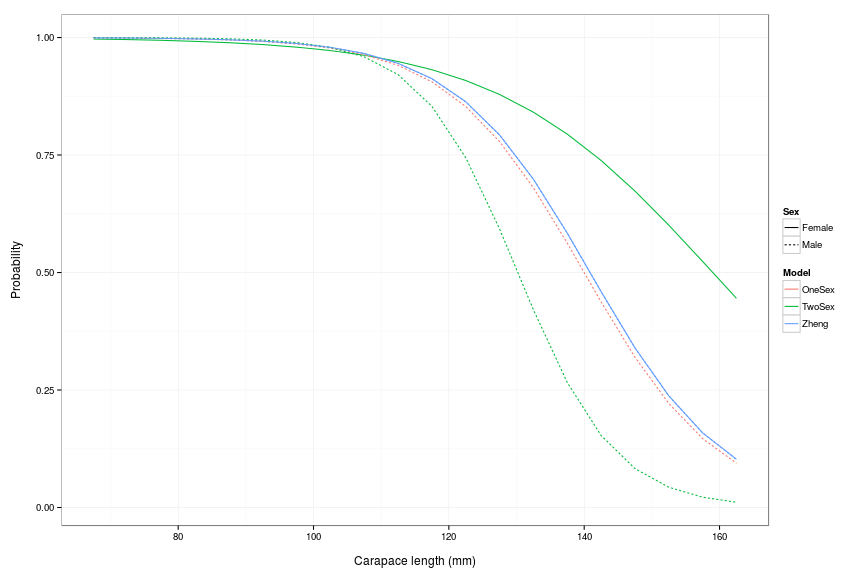 1.00
0.75
0.50
0.25
0.00
Probability
80
100
120
140
160
Carapace length (mm)
Sex
Female
Male
Model
OneSex
TwoSex
Zheng